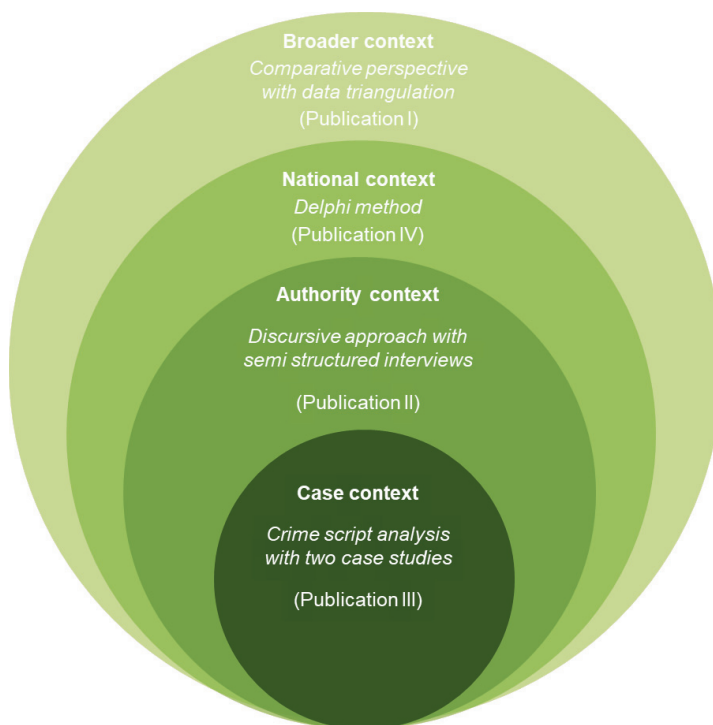 Broader context
Comparative perspective
with data triangulation
(Publication I)
National context
Delphi method
(Publication IV)
Authority context
Discursive approach with
semi structured interviews
(Publication II)
Case context
Crime script analysis
with two case studies
(Publication III)